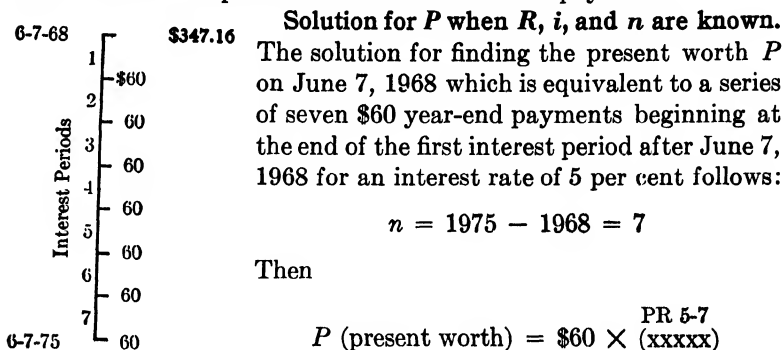 Solution for P when R, i, and n are known.
The solution for finding the present worth P
on June 7, 1968 which is equivalent to a series
of seven $60 year-end payments beginning at
the end of the first interest period after June 7,
1968 for an interest rate of 5 per cent follows:
n = 1975 − 1968 = 7
Then
PR 5-7
P (present worth) = $60 × (xxxxx)
6-7-68
$347.16
Interest Periods
1
$60
2
60
3
60
4
60
5
60
6
60
7
6-7-75
60